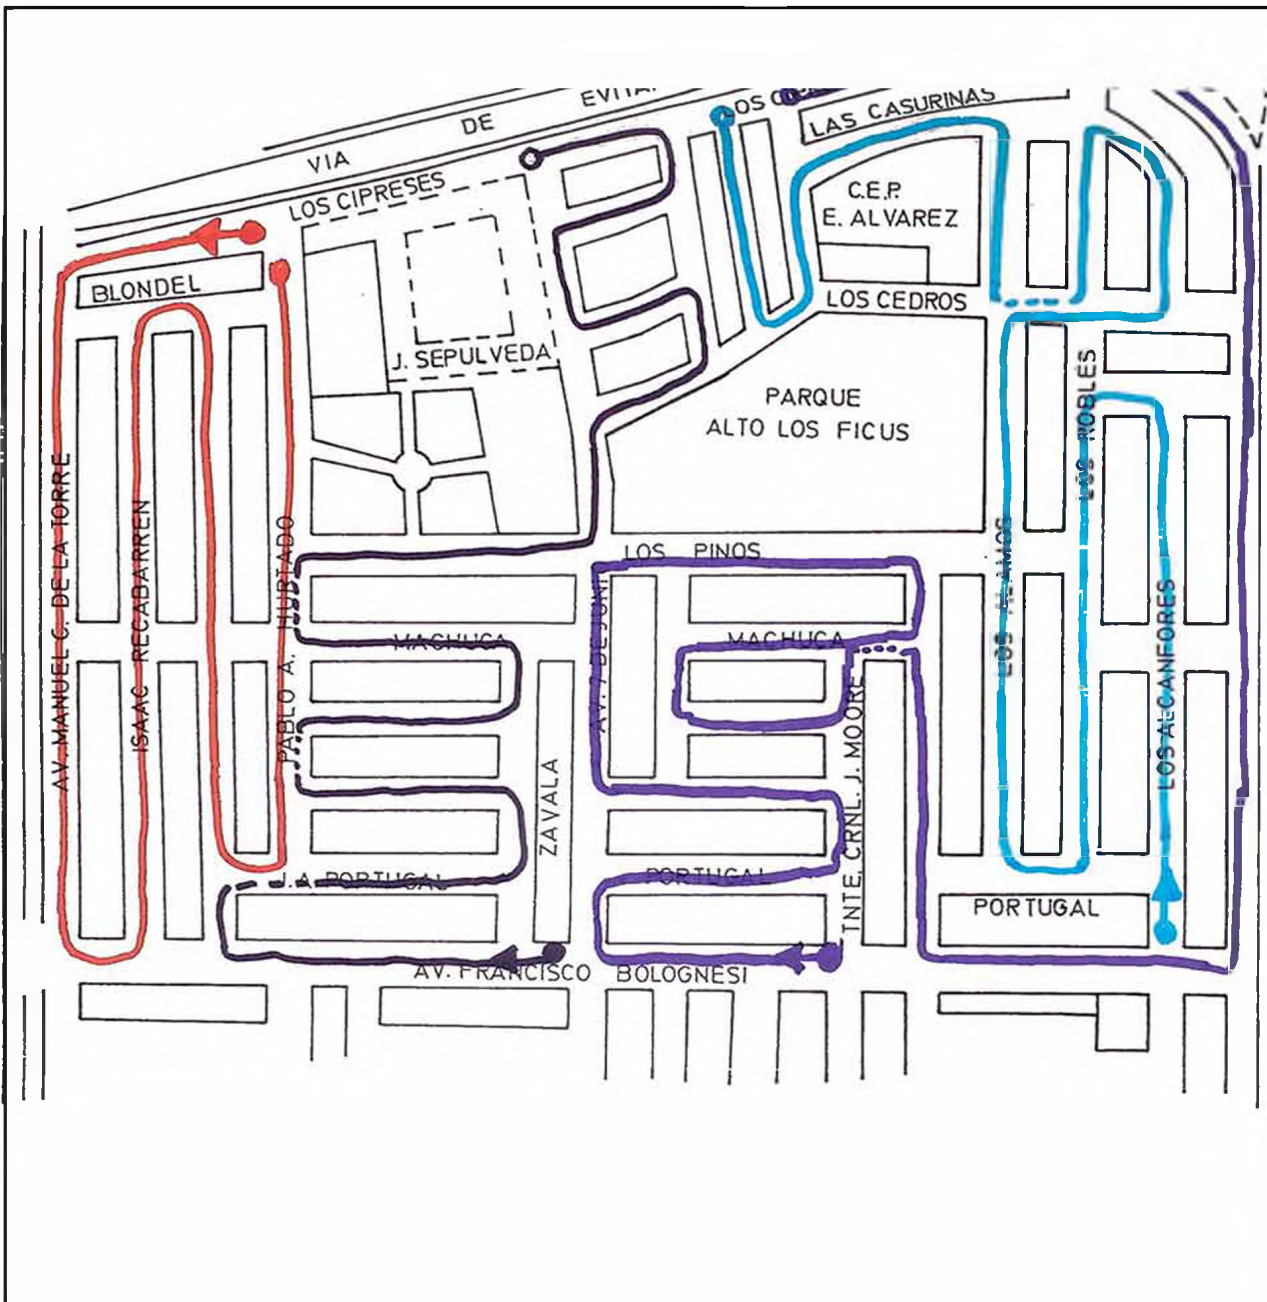 VIA DE
LOS CIPRESES
LAS CASURINAS
C.E.P.
E. ALVAREZ
BLONDEL
LOS CEDROS
J. SEPULVEDA
PARQUE
ALTO LOS FICUS
AV. MANUEL C. DE LA TORRE
ISAAC RECABARREN
PABLO A. HURTADO
LOS PINOS
LOS ALAMOS
LOS ROBLES
LOS ALCANFORES
MACHUCA
MACHUCA
ZAVALA
TNTE. CRNL. J. MOORE
J.A. PORTUGAL
PORTUGAL
PORTUGAL
AV. FRANCISCO BOLOGNESI